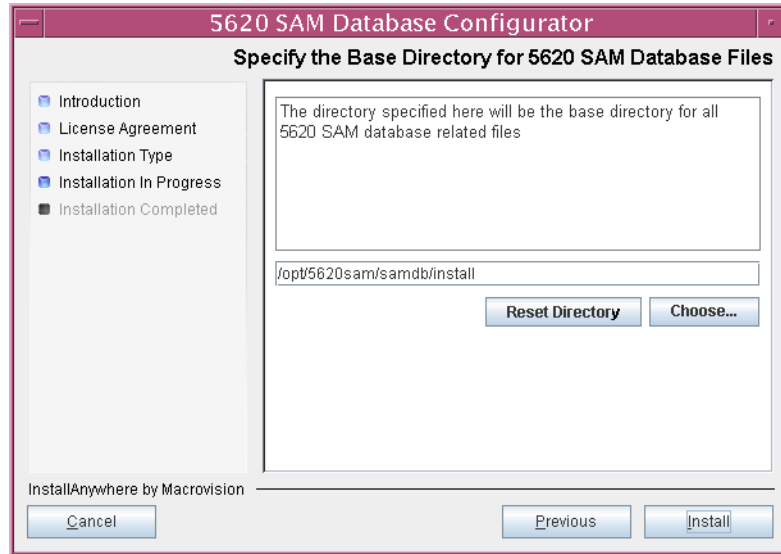 5620 SAM Database Configurator
Specify the Base Directory for 5620 SAM Database Files
Introduction
License Agreement
Installation Type
Installation In Progress
Installation Completed
The directory specified here will be the base directory for all
5620 SAM database related files
/opt/5620sam/samdb/install
Reset Directory
Choose...
InstallAnywhere by Macrovision
Cancel
Previous
Install